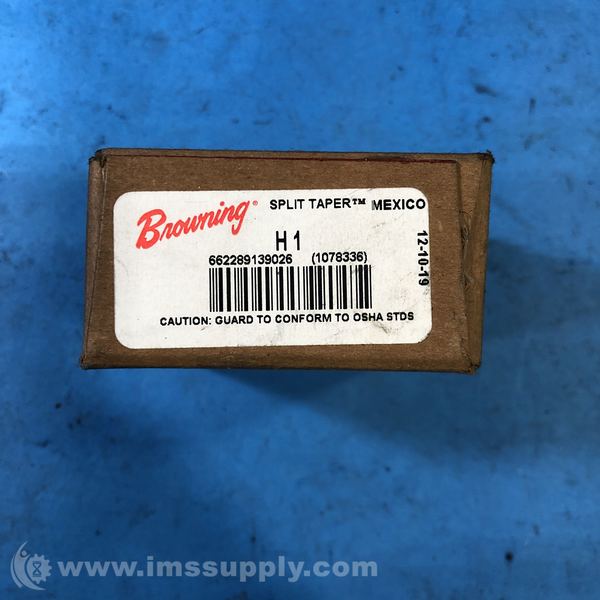 Browning® SPLIT TAPER™ MEXICO
H 1
662289139026 (1078336)
CAUTION: GUARD TO CONFORM TO OSHA STDS
12-10-19
www.imssupply.com